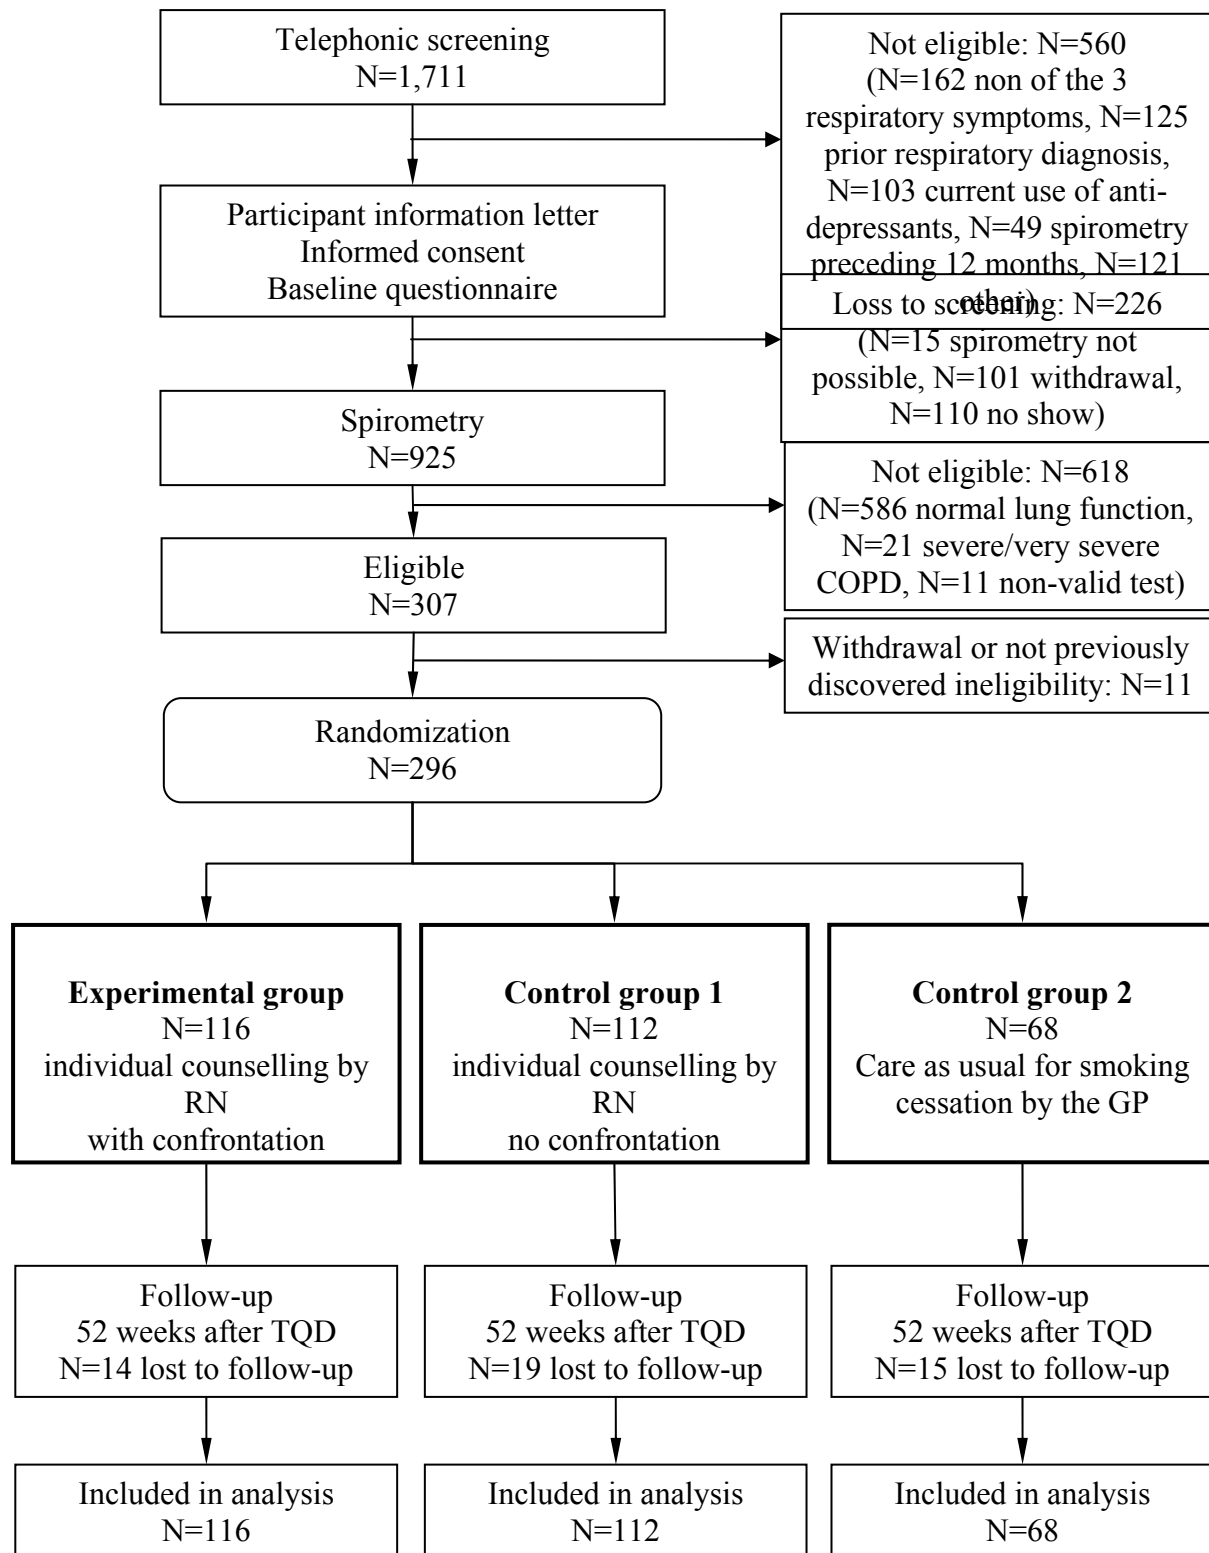 Telephonic screening
N=1,711
Not eligible: N=560
(N=162 non of the 3
respiratory symptoms, N=125
prior respiratory diagnosis,
N=103 current use of anti-
depressants, N=49 spirometry
preceding 12 months, N=121
other)
Participant information letter
Informed consent
Baseline questionnaire
Loss to screening: N=226
(N=15 spirometry not
possible, N=101 withdrawal,
N=110 no show)
Spirometry
N=925
Not eligible: N=618
(N=586 normal lung function,
N=21 severe/very severe
COPD, N=11 non-valid test)
Eligible
N=307
Withdrawal or not previously
discovered ineligibility: N=11
Randomization
N=296
Experimental group
N=116
individual counselling by
RN
with confrontation
Control group 1
N=112
individual counselling by
RN
no confrontation
Control group 2
N=68
Care as usual for smoking
cessation by the GP
Follow-up
52 weeks after TQD
N=14 lost to follow-up
Follow-up
52 weeks after TQD
N=19 lost to follow-up
Follow-up
52 weeks after TQD
N=15 lost to follow-up
Included in analysis
N=116
Included in analysis
N=112
Included in analysis
N=68